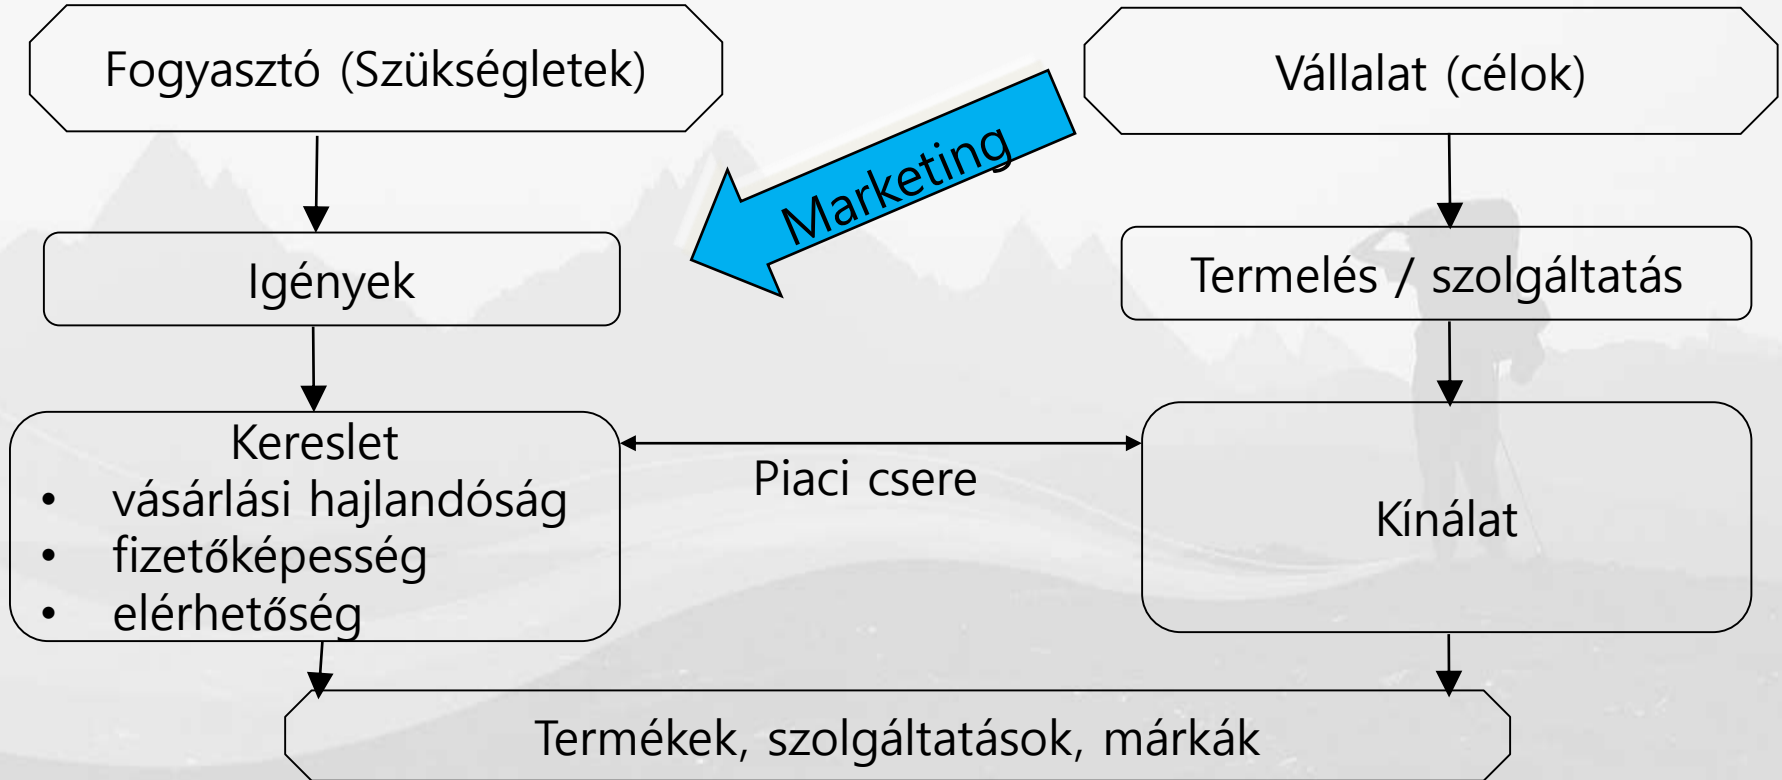 Fogyasztó (Szükségletek)
Vállalat (célok)
Marketing
Igények
Termelés / szolgáltatás
Kereslet
• vásárlási hajlandóság
• fizetőképesség
• elérhetőség
Piaci csere
Kínálat
Termékek, szolgáltatások, márkák